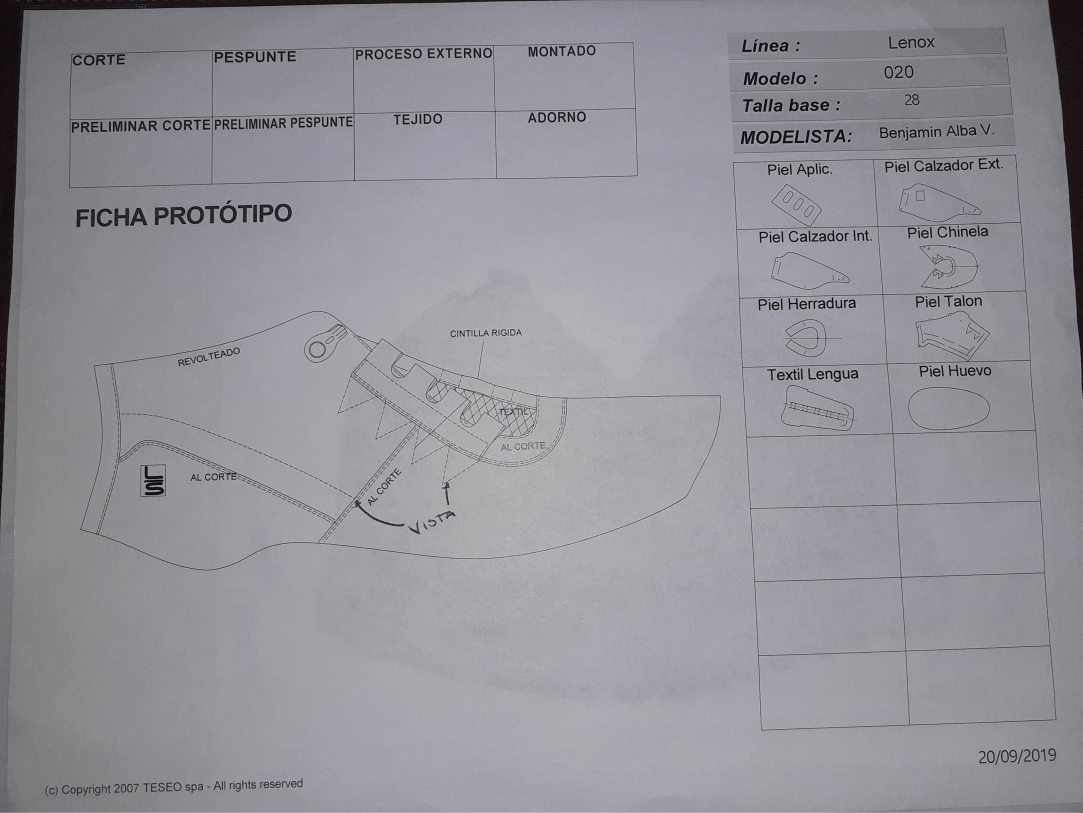 CORTE PESPUNTE PROCESO EXTERNO MONTADO
PRELIMINAR CORTE PRELIMINAR PESPUNTE TEJIDO ADORNO
FICHA PROTÓTIPO
Línea : Lenox
Modelo : 020
Talla base : 28
MODELISTA: Benjamin Alba V.
Piel Aplic. Piel Calzador Ext.
Piel Calzador Int. Piel Chinela
Piel Herradura Piel Talon
Textil Lengua Piel Huevo
CINTILLA RIGIDA
REVOLTEADO
TEXTIL
AL CORTE
AL CORTE
AL CORTE
LS
VISTA
20/09/2019
(c) Copyright 2007 TESEO spa - All rights reserved